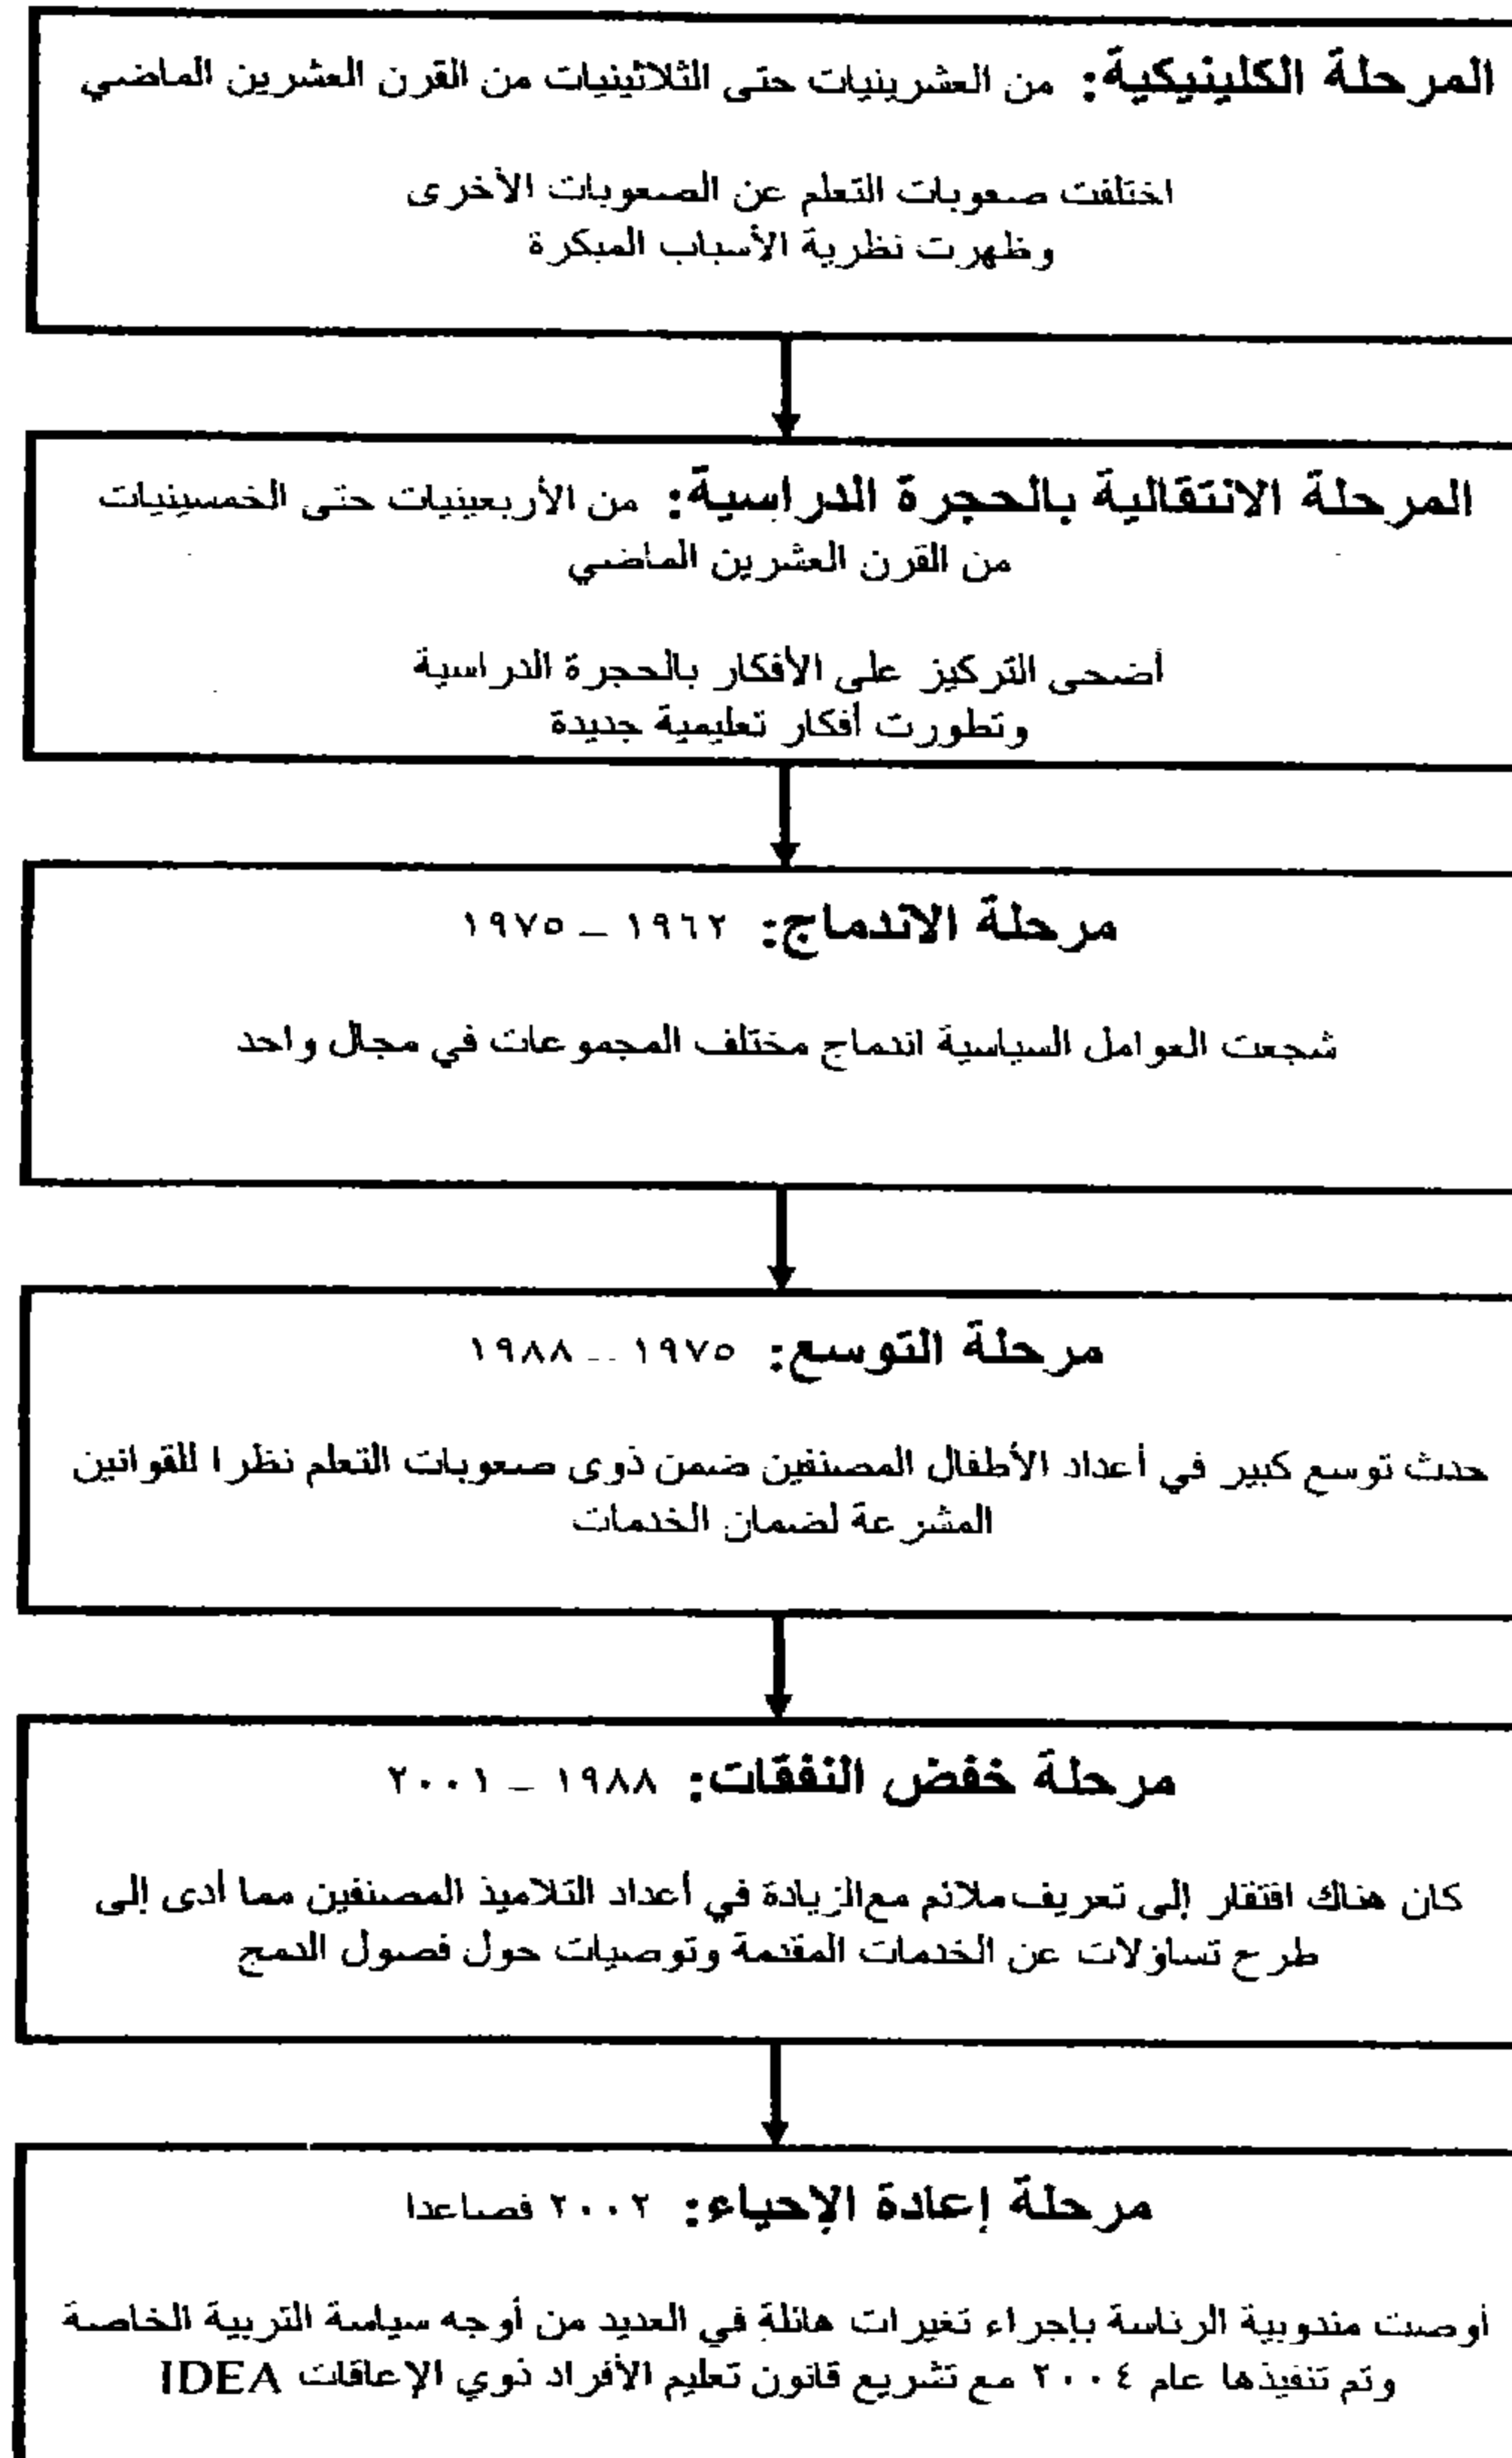 المرحلة الكلينيكية: من العشرينيات حتى الثلاثينيات من القرن العشرين الماضي
اختلفت صعوبات التعلم عن الصعوبات الأخرى
وظهرت نظرية الأسباب المبكرة
المرحلة الانتقالية بالحجرة الدراسية: من الأربعينيات حتى الخمسينيات
من القرن العشرين الماضي
أضحى التركيز على الأفكار بالحجرة الدراسية
وتطورت أفكار تعليمية جديدة
مرحلة الاندماج: ١٩٦٢ – ١٩٧٥
شجعت العوامل السياسية اندماج مختلف المجموعات في مجال واحد
مرحلة التوسع: ١٩٧٥ – ١٩٨٨
حدث توسع كبير في أعداد الأطفال المصنفين ضمن ذوى صعوبات التعلم نظرا للقوانين
المشرعة لضمان الخدمات
مرحلة خفض النفقات: ١٩٨٨ – ٢٠٠١
كان هناك افتقار إلى تعريف ملائم مع الزيادة في أعداد التلاميذ المصنفين مما أدى إلى
طرح تساؤلات عن الخدمات المقدمة وتوصيات حول فصول الدمج
مرحلة إعادة الإحياء: ٢٠٠٢ فصاعدا
أوصت مندوبية الرئاسة بإجراء تغيرات هائلة في العديد من أوجه سياسة التربية الخاصة
وتم تنفيذها عام ٢٠٠٤ مع تشريع قانون تعليم الأفراد ذوي الإعاقات IDEA